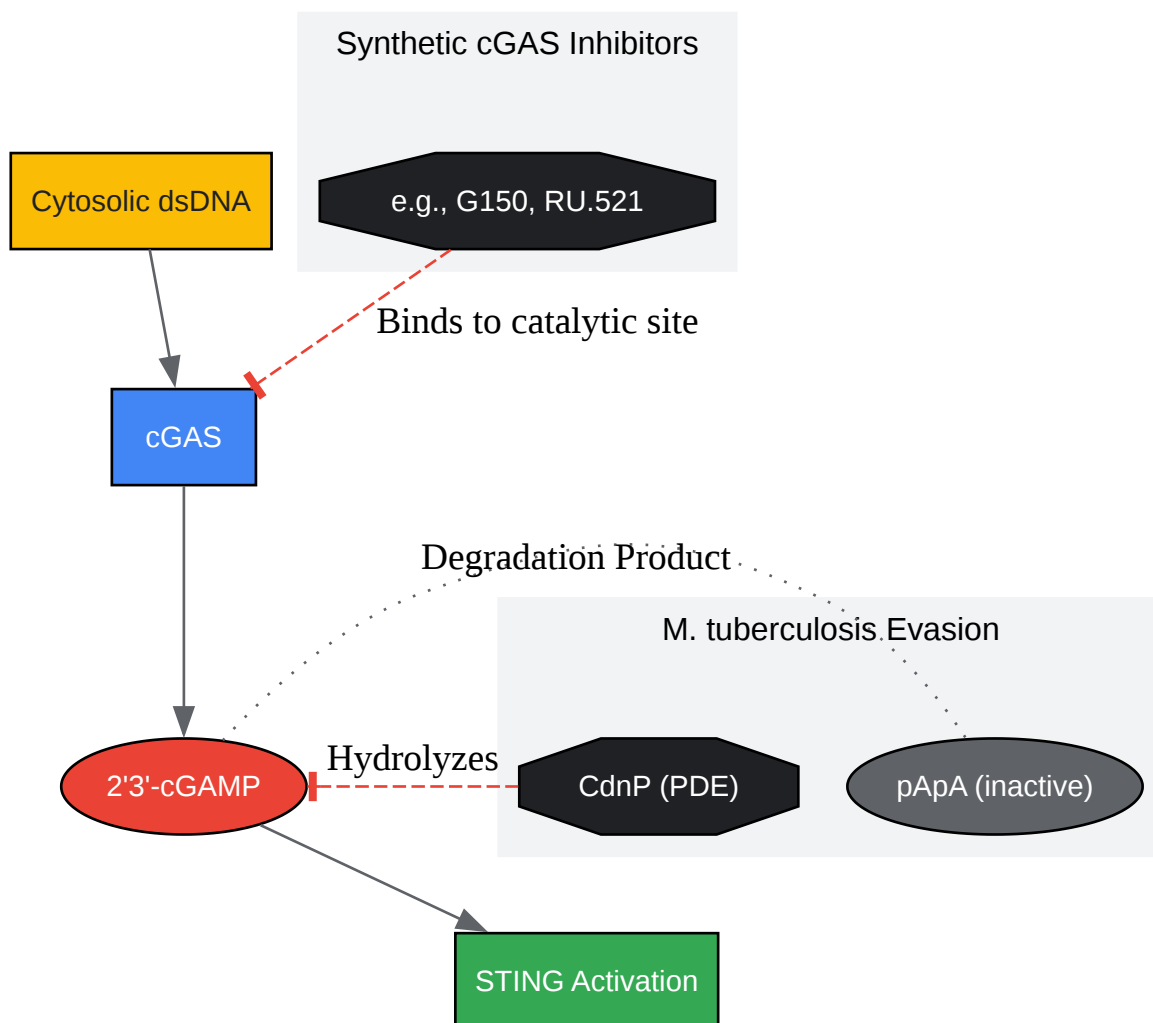 Synthetic cGAS Inhibitors
Cytosolic dsDNA
e.g., G150, RU.521
Binds to catalytic site
cGAS
Degradation Product
M. tuberculosis Evasion
Hydrolyzes
2'3'-cGAMP
CdnP (PDE)
pApA (inactive)
STING Activation